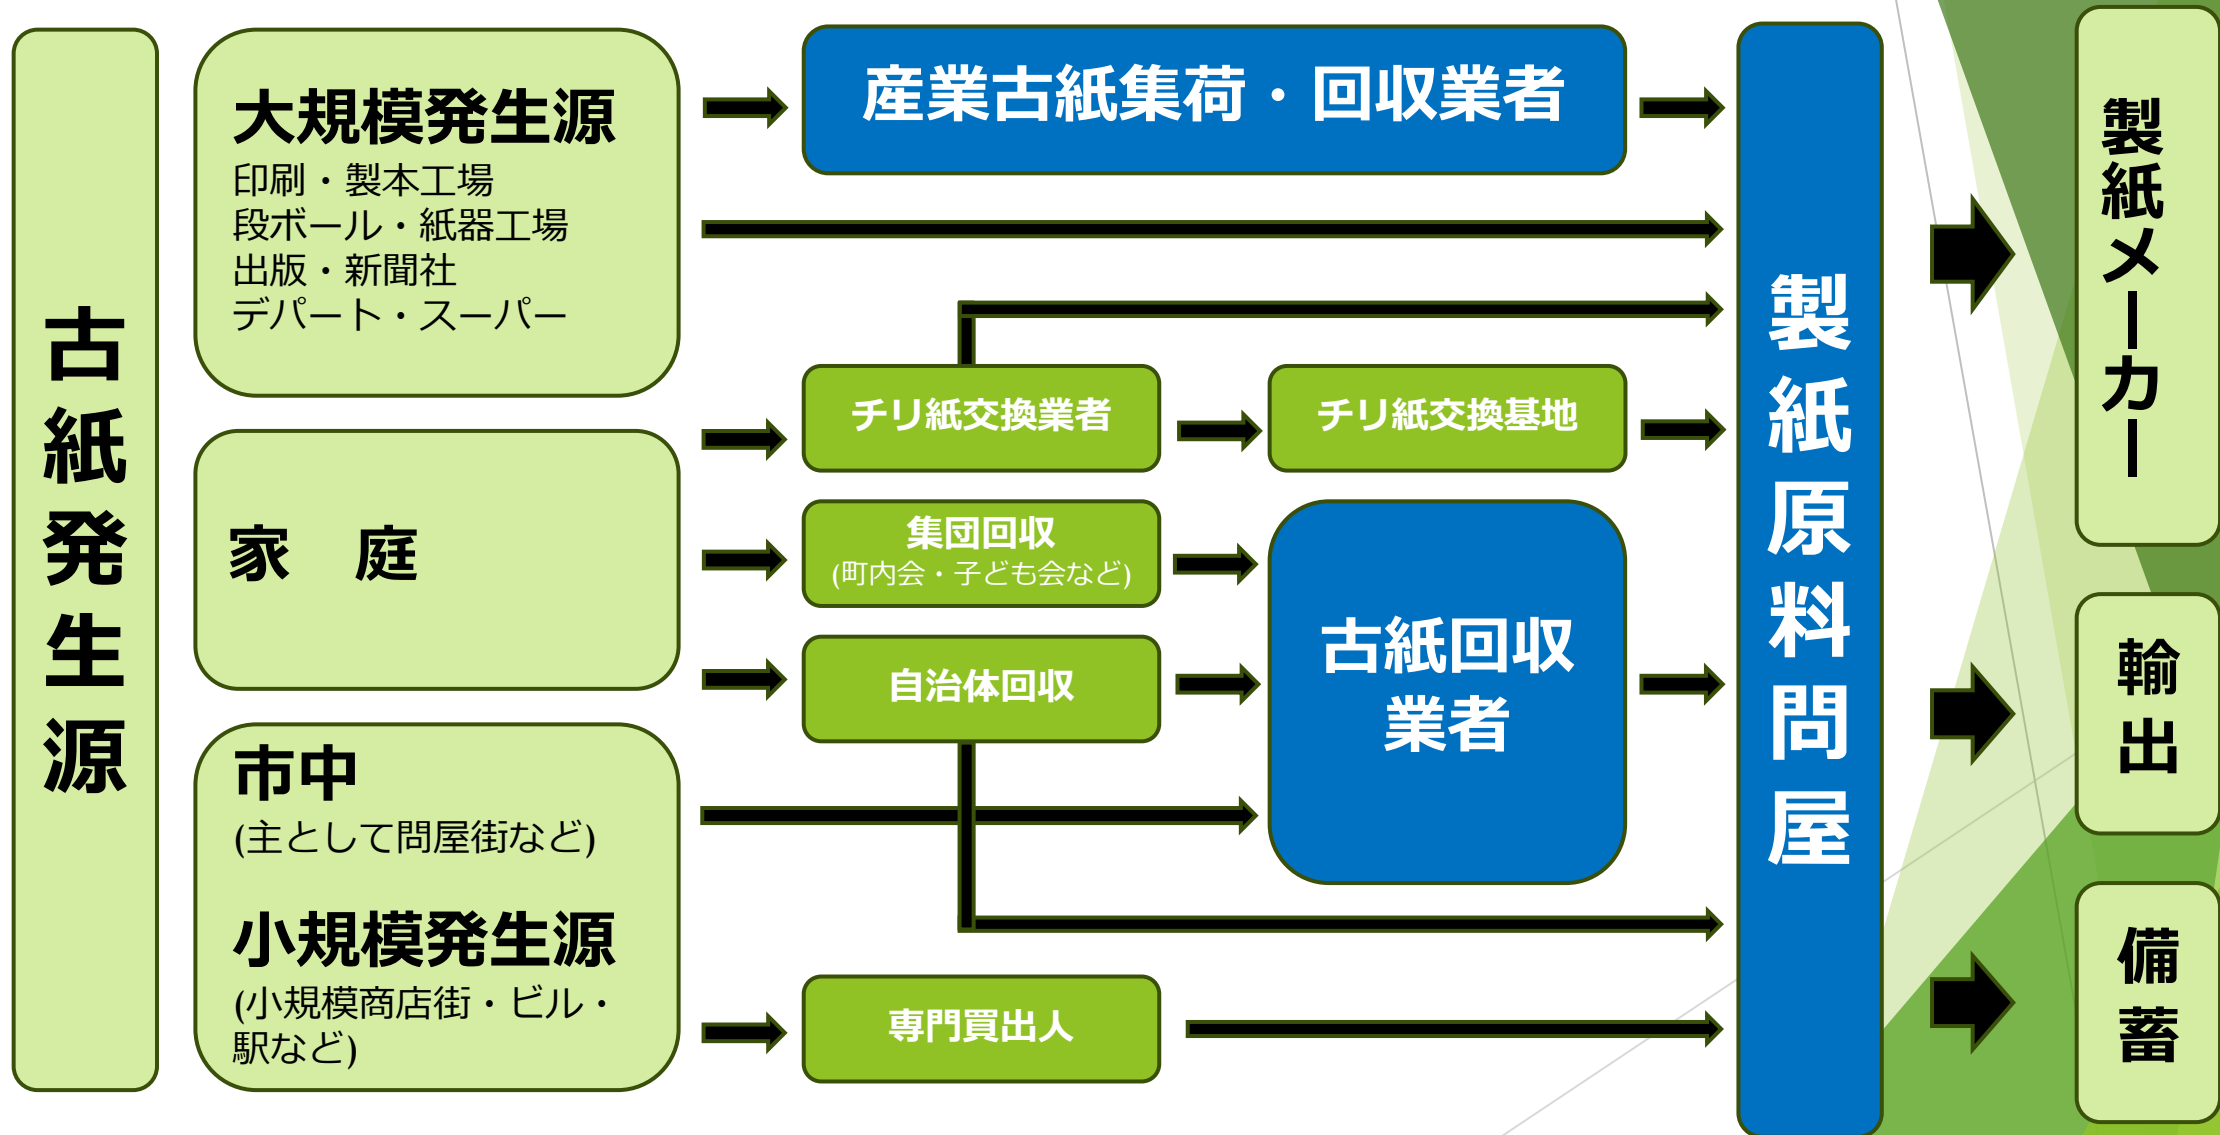 古紙発生源
大規模発生源
印刷・製本工場
段ボール・紙器工場
出版・新聞社
デパート・スーパー
家　庭
市中
(主として問屋街など)
小規模発生源
(小規模商店街・ビル・
駅など)
産業古紙集荷・回収業者
チリ紙交換業者
チリ紙交換基地
集団回収
(町内会・子ども会など)
自治体回収
古紙回収
業者
専門買出人
製紙原料問屋
製紙メーカー
輸出
備蓄